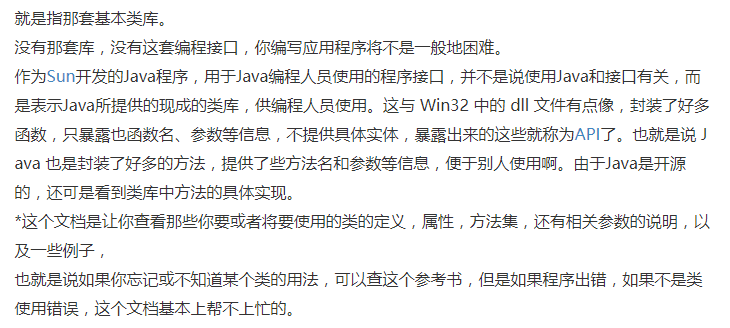 就是指那套基本类库。
没有那套库，没有这套编程接口，你编写应用程序将不是一般地困难。
作为Sun开发的Java程序，用于Java编程人员使用的程序接口，并不是说使用Java和接口有关，而
是表示Java所提供的现成的类库，供编程人员使用。这与 Win32 中的 dll 文件有点像，封装了好多
函数，只暴露也函数名、参数等信息，不提供具体实体，暴露出来的这些就称为API了。也就是说 J
ava 也是封装了好多的方法，提供了些方法名和参数等信息，便于别人使用啊。由于Java是开源
的，还可是看到类库中方法的具体实现。
*这个文档是让你查看那些你要或者将要使用的类的定义，属性，方法集，还有相关参数的说明，以
及一些例子，
也就是说如果你忘记或不知道某个类的用法，可以查这个参考书，但是如果程序出错，如果不是类
使用错误，这个文档基本上帮不上忙的。